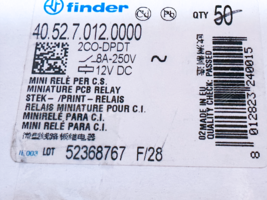 finder
QTY 50
40.52.7.012.0000
2CO-DPDT
8A-250V ~
12V DC
MINI RELÉ PER C.S.
MINIATURE PCB RELAY
STEK-/PRINT-RELAIS
RELAIS MINIATURE POUR C.I.
MINIRELÉ PARA C.I.
MINI RELÉ PARA C.I.
LOT 52368767 F/28
02 MADE IN EU
QUALITY CHECK: PASSED
8 012823 240015